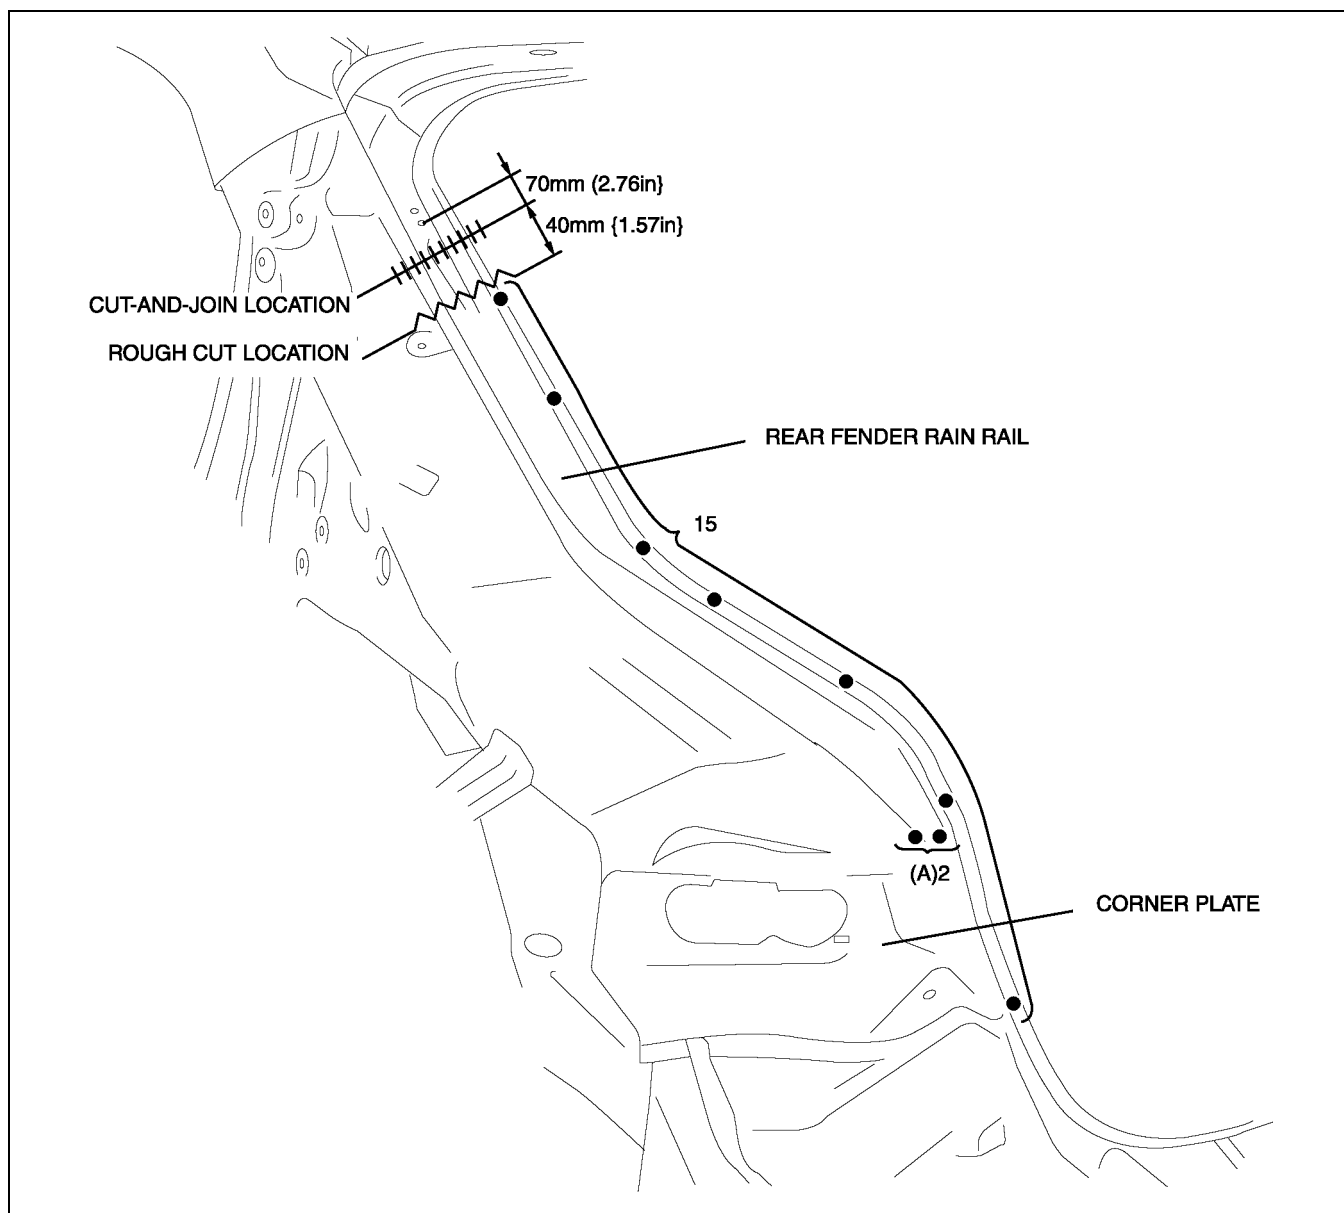 70mm (2.76in}
40mm {1.57in}
CUT-AND-JOIN LOCATION
ROUGH CUT LOCATION
REAR FENDER RAIN RAIL
15
(A)2
CORNER PLATE